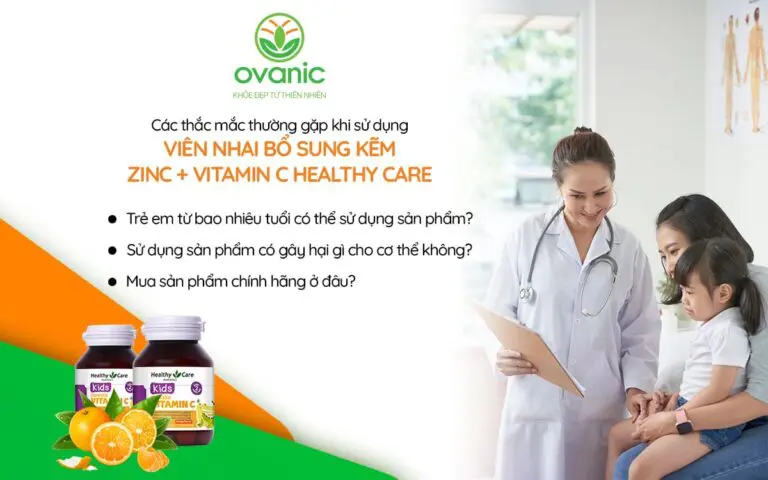 ovanic
KHỎE ĐẸP TỪ THIÊN NHIÊN
Các thắc mắc thường gặp khi sử dụng
VIÊN NHAI BỔ SUNG KẼM
ZINC + VITAMIN C HEALTHY CARE
Trẻ em từ bao nhiêu tuổi có thể sử dụng sản phẩm?
Sử dụng sản phẩm có gây hại gì cho cơ thể không?
Mua sản phẩm chính hãng ở đâu?
Healthy Care
Kids
VITAMIN C
Healthy Care
Kids
VITAMIN C